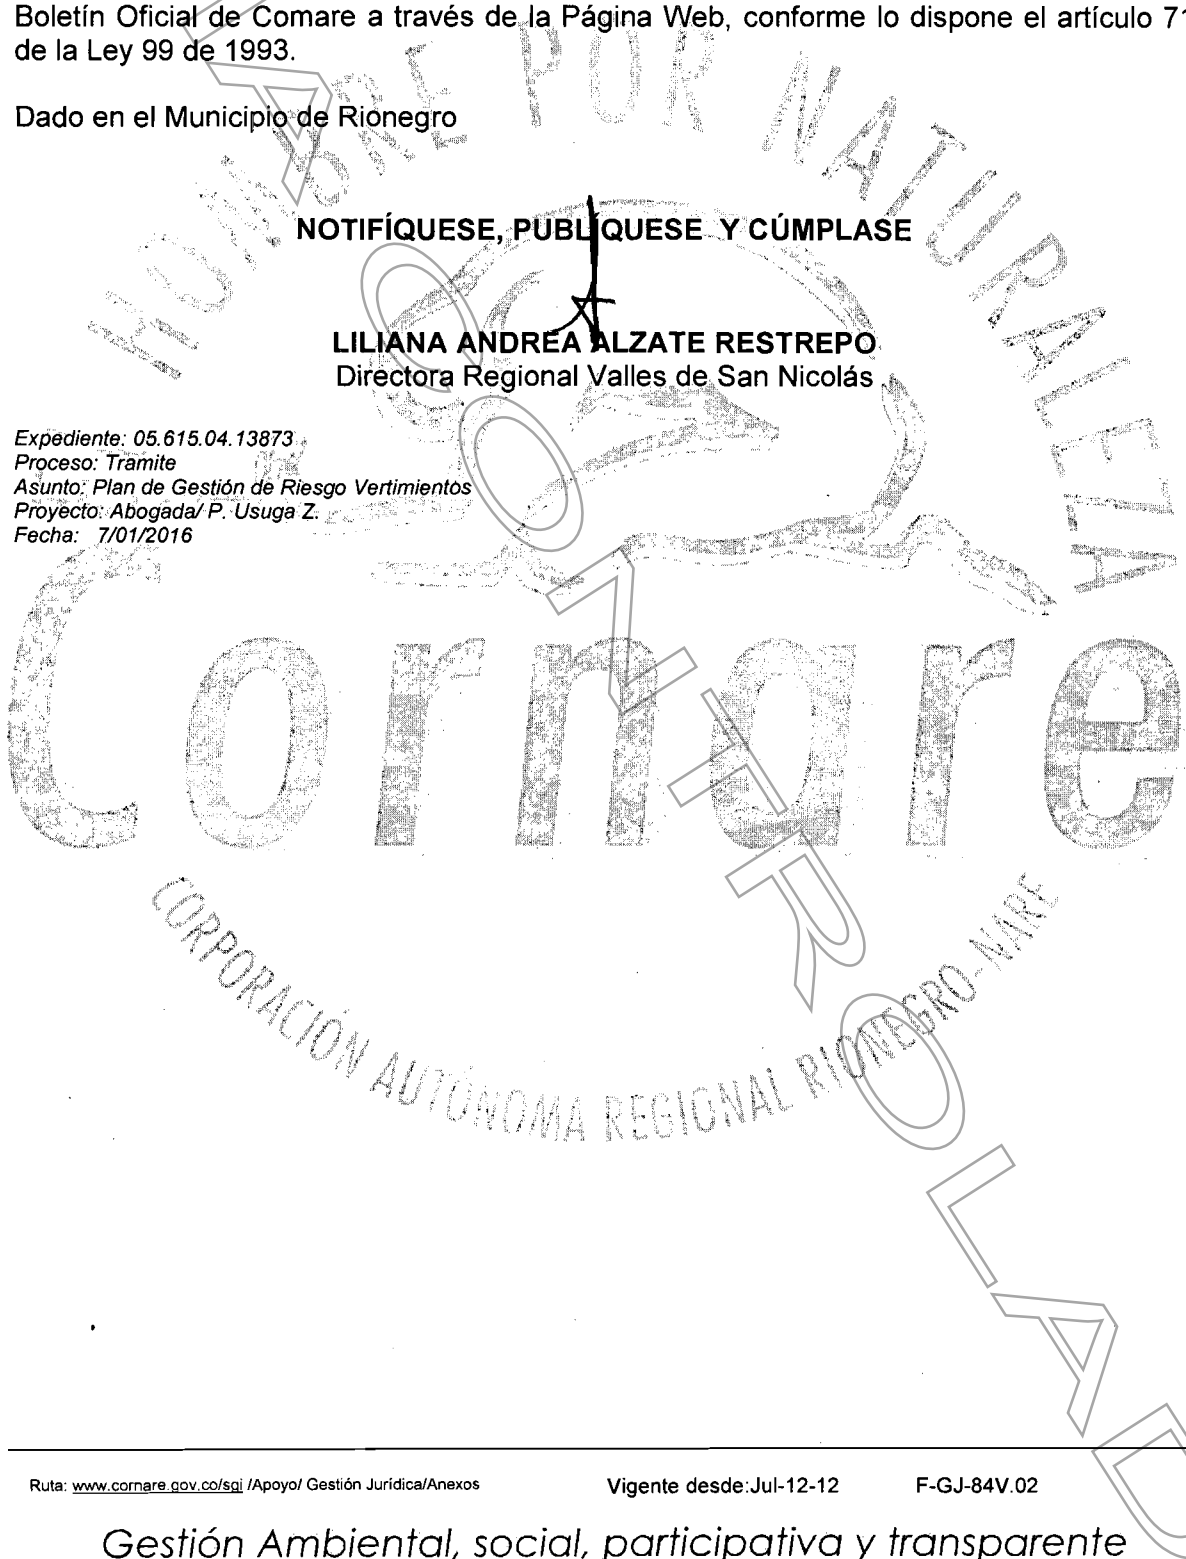 Boletín Oficial de Comare a través de la Página Web, conforme lo dispone el artículo 71
de la Ley 99 de 1993.
Dado en el Municipio de Rionegro
NOTIFÍQUESE, PUBLÍQUESE Y CÚMPLASE
LILIANA ANDREA ALZATE RESTREPO
Directora Regional Valles de San Nicolás
Expediente: 05.615.04.13873
Proceso: Tramite
Asunto: Plan de Gestión de Riesgo Vertimientos
Proyecto: Abogada/ P. Usuga Z.
Fecha: 7/01/2016
HOMBRE POR NATURALEZA
Cornare
CORPORACIÓN AUTÓNOMA REGIONAL RIONEGRO-NARE
A CONTROLAD
Ruta: www.cornare.gov.co/sgi /Apoyo/ Gestión Jurídica/Anexos Vigente desde:Jul-12-12 F-GJ-84V.02
Gestión Ambiental, social, participativa y transparente